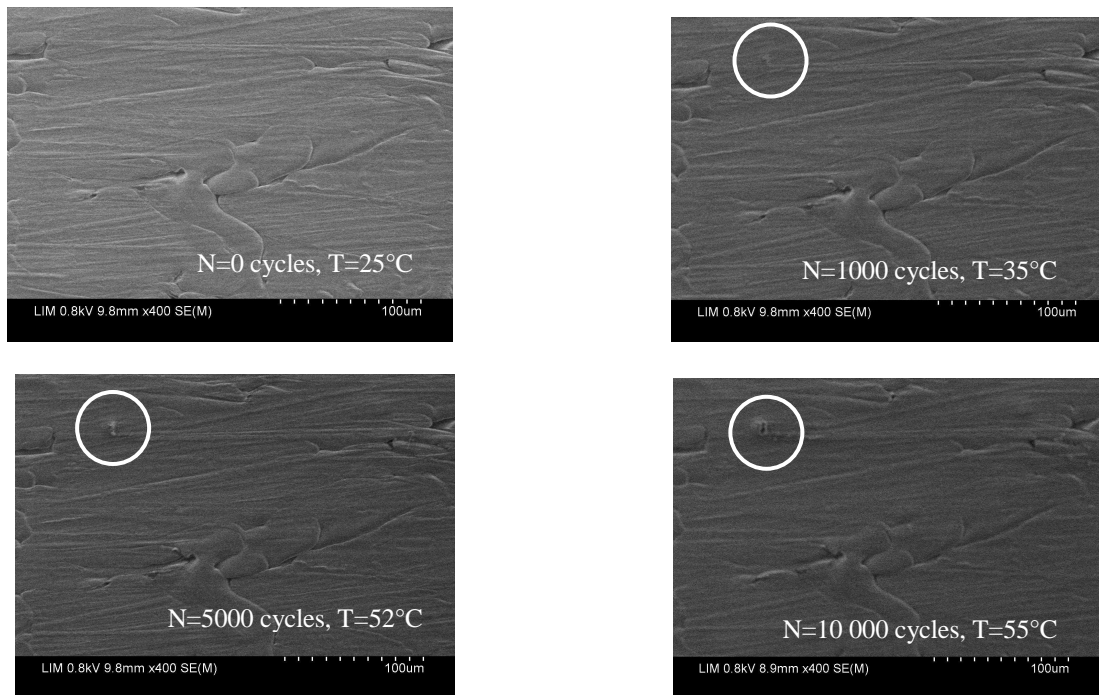 N=0 cycles, T=25°C
LIM 0.8kV 9.8mm x400 SE(M)
100um
N=1000 cycles, T=35°C
LIM 0.8kV 9.8mm x400 SE(M)
100um
N=5000 cycles, T=52°C
LIM 0.8kV 9.8mm x400 SE(M)
100um
N=10 000 cycles, T=55°C
LIM 0.8kV 8.9mm x400 SE(M)
100um